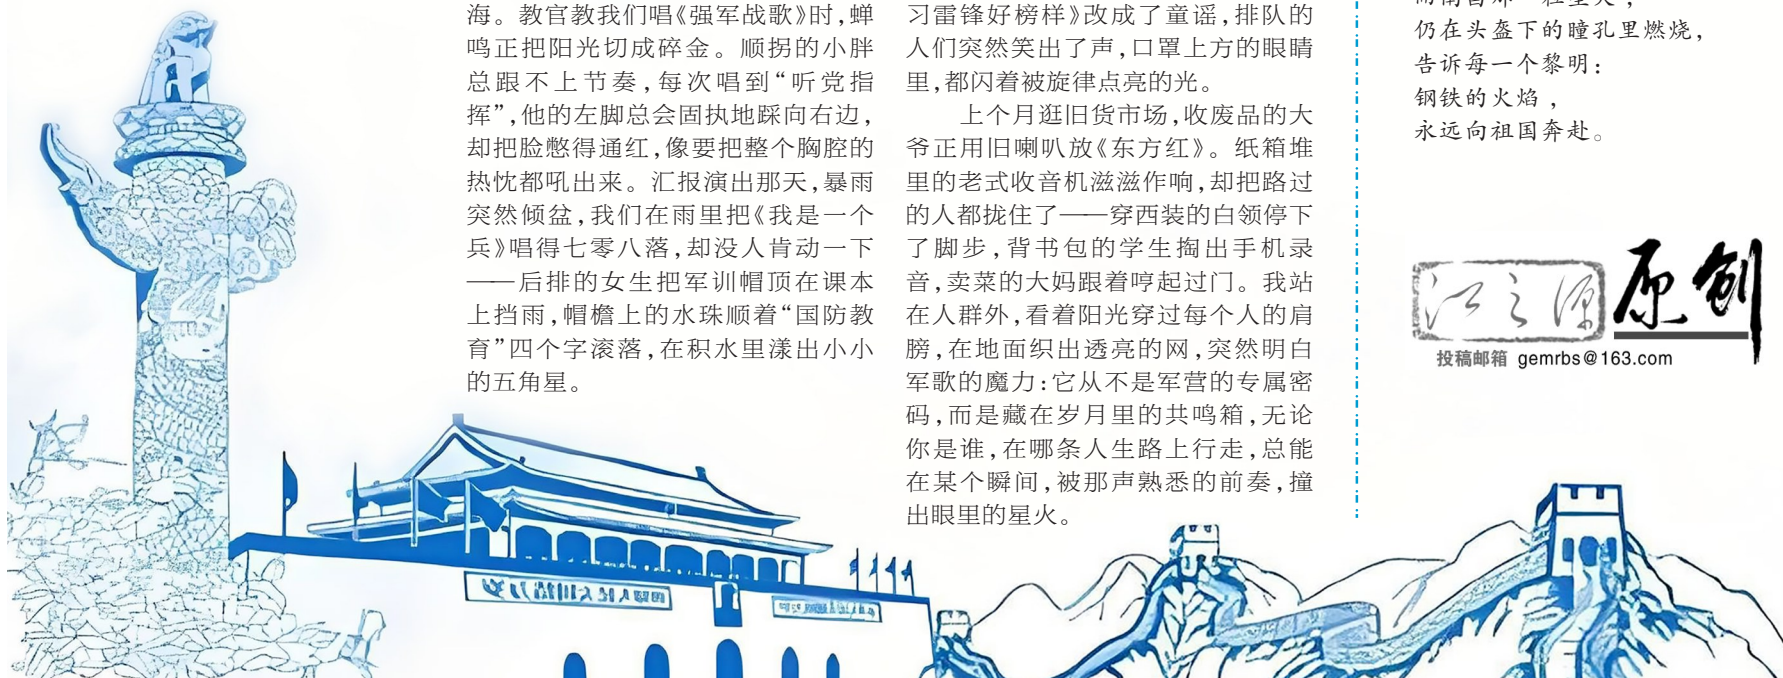 海。教官教我们唱《强军战歌》时，蝉
鸣正把阳光切成碎金。顺拐的小胖
总跟不上节奏，每次唱到“听党指
挥”，他的左脚总会固执地踩向右边，
却把脸憋得通红，像要把整个胸腔的
热忱都吼出来。汇报演出那天，暴雨
突然倾盆，我们在雨里把《我是一个
兵》唱得七零八落，却没人肯动一下
——后排的女生把军训帽顶在课本
上挡雨，帽檐上的水珠顺着“国防教
育”四个字滚落，在积水里漾出小小
的五角星。
习雷锋好榜样》改成了童谣，排队的
人们突然笑出了声，口罩上方的眼睛
里，都闪着被旋律点亮的光。
上个月逛旧货市场，收废品的大
爷正用旧喇叭放《东方红》。纸箱堆
里的老式收音机滋滋作响，却把路过
的人都拢住了——穿西装的白领停下
了脚步，背书包的学生掏出手机录
音，卖菜的大妈跟着哼起过门。我站
在人群外，看着阳光穿过每个人的肩
膀，在地面织出透亮的网，突然明白
军歌的魔力：它从不是军营的专属密
码，而是藏在岁月里的共鸣箱，无论
你是谁，在哪条人生路上行走，总能
在某个瞬间，被那声熟悉的前奏，撞
出眼里的星火。
仍在头盔下的瞳孔里燃烧，
告诉每一个黎明：
钢铁的火焰，
永远向祖国奔赴。
江之源 原创
投稿邮箱 gemrbs@163.com